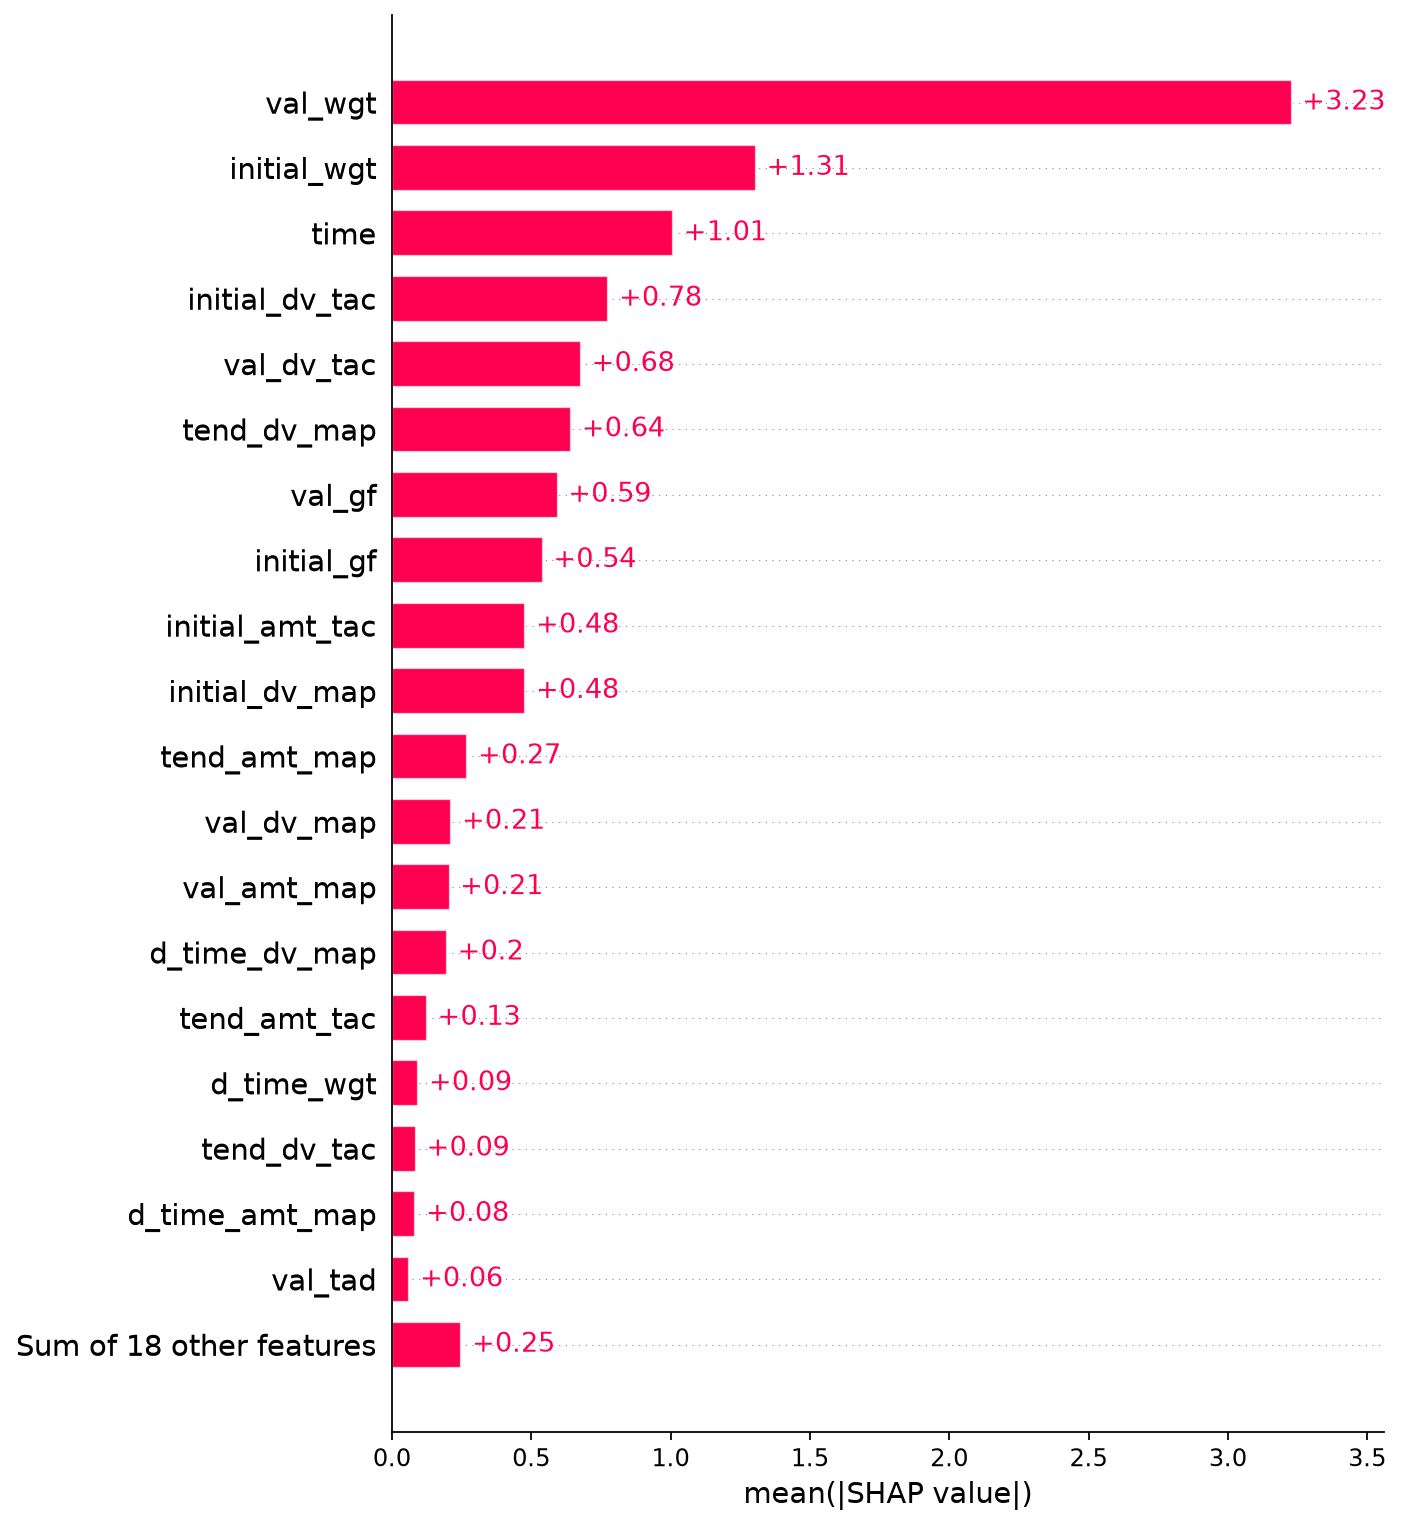 val_wgt +3.23
initial_wgt +1.31
time +1.01
initial_dv_tac +0.78
val_dv_tac +0.68
tend_dv_map +0.64
val_gf +0.59
initial_gf +0.54
initial_amt_tac +0.48
initial_dv_map +0.48
tend_amt_map +0.27
val_dv_map +0.21
val_amt_map +0.21
d_time_dv_map +0.2
tend_amt_tac +0.13
d_time_wgt +0.09
tend_dv_tac +0.09
d_time_amt_map +0.08
val_tad +0.06
Sum of 18 other features +0.25
0.0 0.5 1.0 1.5 2.0 2.5 3.0 3.5
mean(|SHAP value|)